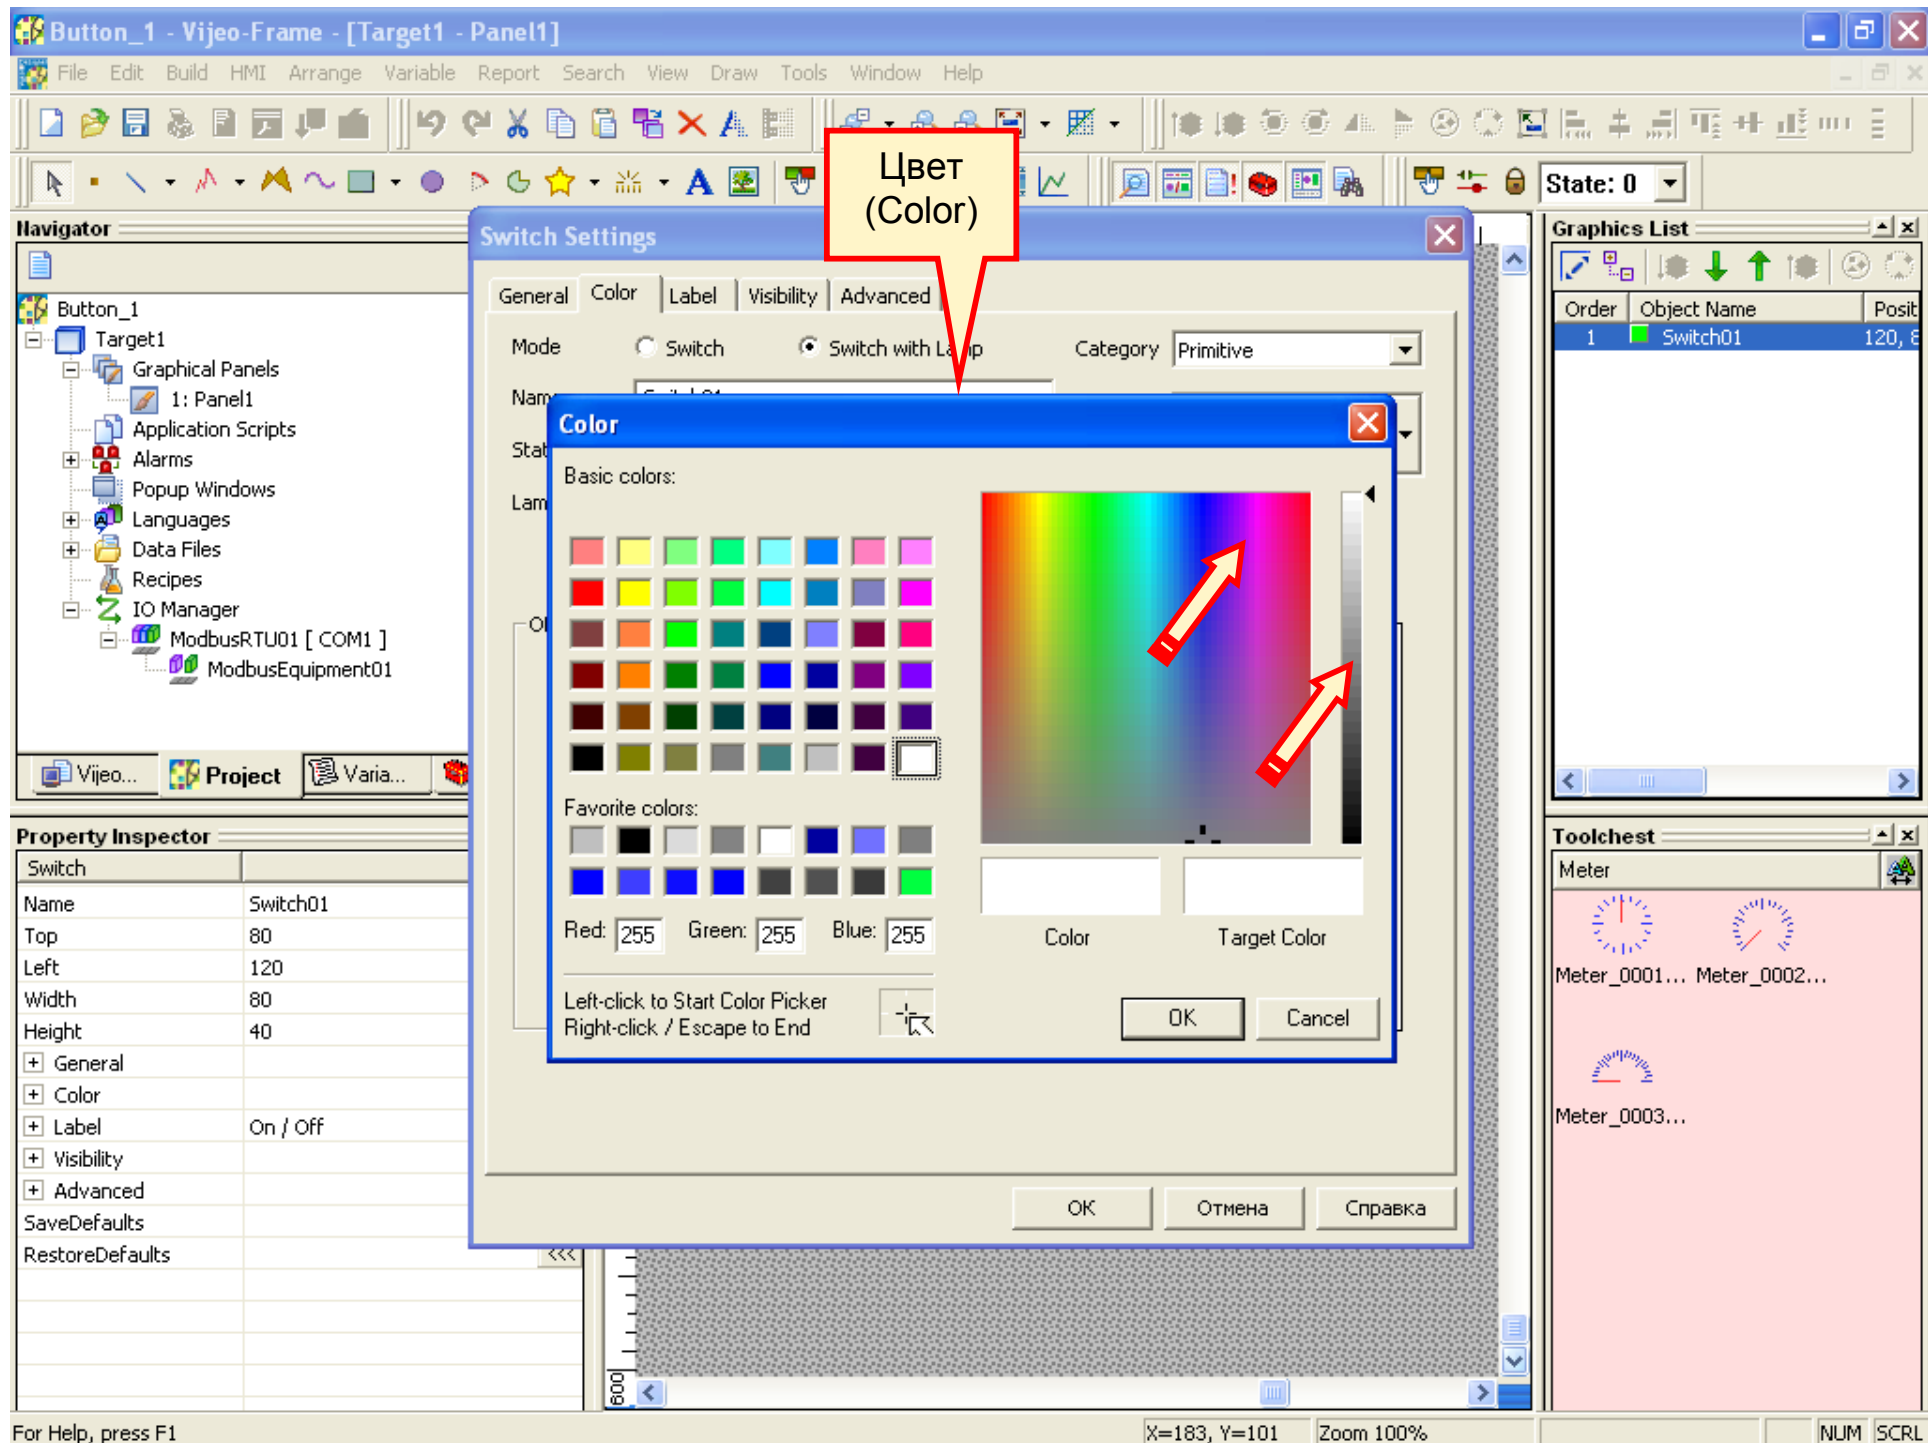 Button_1 - Vijeo-Frame - [Target1 - Panel1]
File Edit Build HMI Arrange Variable Report Search View Draw Tools Window Help
State: 0
Цвет
(Color)
Navigator
Button_1
Target1
Graphical Panels
1: Panel1
Application Scripts
Alarms
Popup Windows
Languages
Data Files
Recipes
IO Manager
ModbusRTU01 [ COM1 ]
ModbusEquipment01
Vijeo... Project Varia...
Property Inspector
Switch
Name Switch01
Top 80
Left 120
Width 80
Height 40
General
Color
Label On / Off
Visibility
Advanced
SaveDefaults
RestoreDefaults <<<
Switch Settings
General Color Label Visibility Advanced
Mode Switch Switch with Lamp Category Primitive
Color
Basic colors:
Favorite colors:
Red: 255 Green: 255 Blue: 255
Color Target Color
Left-click to Start Color Picker
Right-click / Escape to End
OK Cancel
ОК Отмена Справка
600
Graphics List
Order Object Name Posit
1 Switch01 120, 8
Toolchest
Meter
Meter_0001... Meter_0002...
Meter_0003...
For Help, press F1 X=183, Y=101 Zoom 100% NUM SCRL